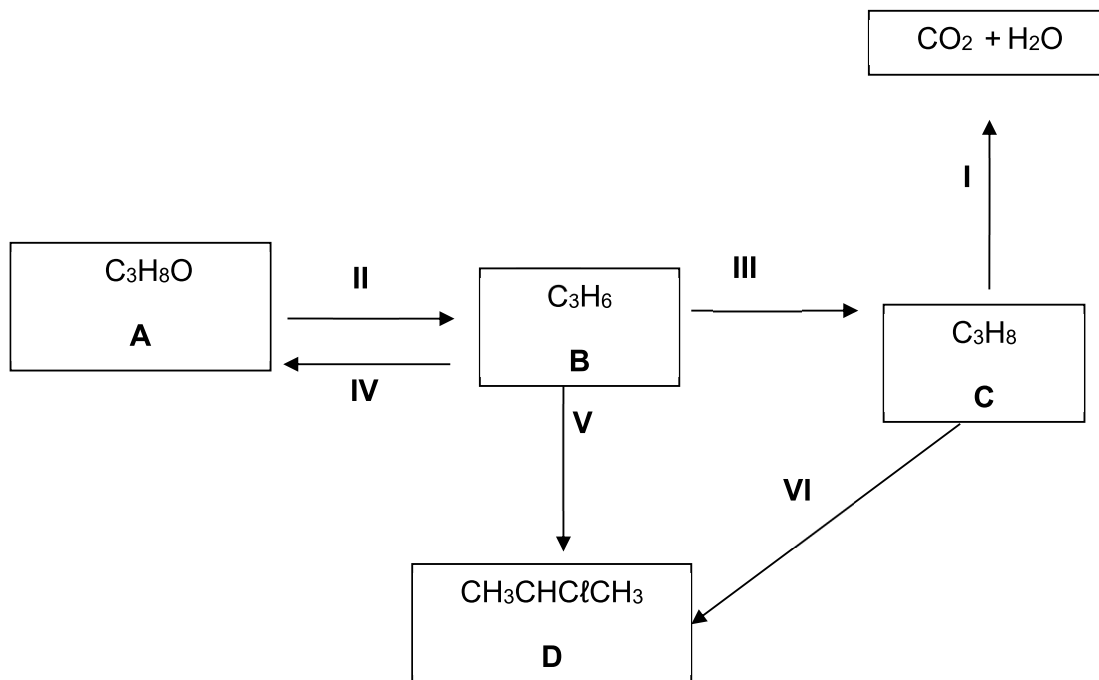 CO₂ + H₂O
I
C₃H₈O
A
II
IV
C₃H₆
B
III
C₃H₈
C
V
VI
CH₃CHCℓCH₃
D